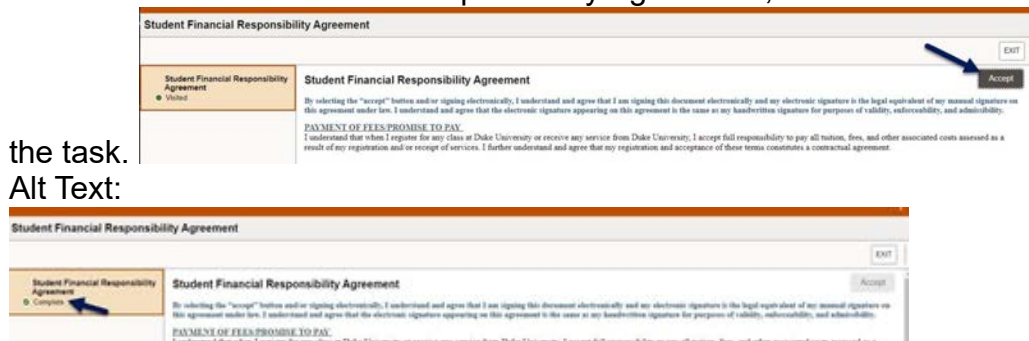 Student Financial Responsibility Agreement
EXIT
Student Financial Responsibility
Agreement
Visited
Student Financial Responsibility Agreement
Accept
By selecting the "accept" button and/or signing electronically, I understand and agree that I am signing this document electronically and my electronic signature is the legal equivalent of my manual signature on
this agreement under law. I understand and agree that the electronic signature appearing on this agreement is the same as my handwritten signature for purposes of validity, enforceability, and admissibility.
PAYMENT OF FEES/PROMISE TO PAY
I understand that when I register for any class at Duke University or receive any service from Duke University, I accept full responsibility to pay all tuition, fees, and other associated costs assessed as a
result of my registration and/or receipt of services. I further understand and agree that my registration and acceptance of these terms constitutes a contractual agreement.
the task.
Alt Text:
Student Financial Responsibility Agreement
EXIT
Student Financial Responsibility
Agreement
Complete
Student Financial Responsibility Agreement
Accept
By selecting the "accept" button and/or signing electronically, I understand and agree that I am signing this document electronically and my electronic signature is the legal equivalent of my manual signature on
this agreement under law. I understand and agree that the electronic signature appearing on this agreement is the same as my handwritten signature for purposes of validity, enforceability, and admissibility.
PAYMENT OF FEES/PROMISE TO PAY